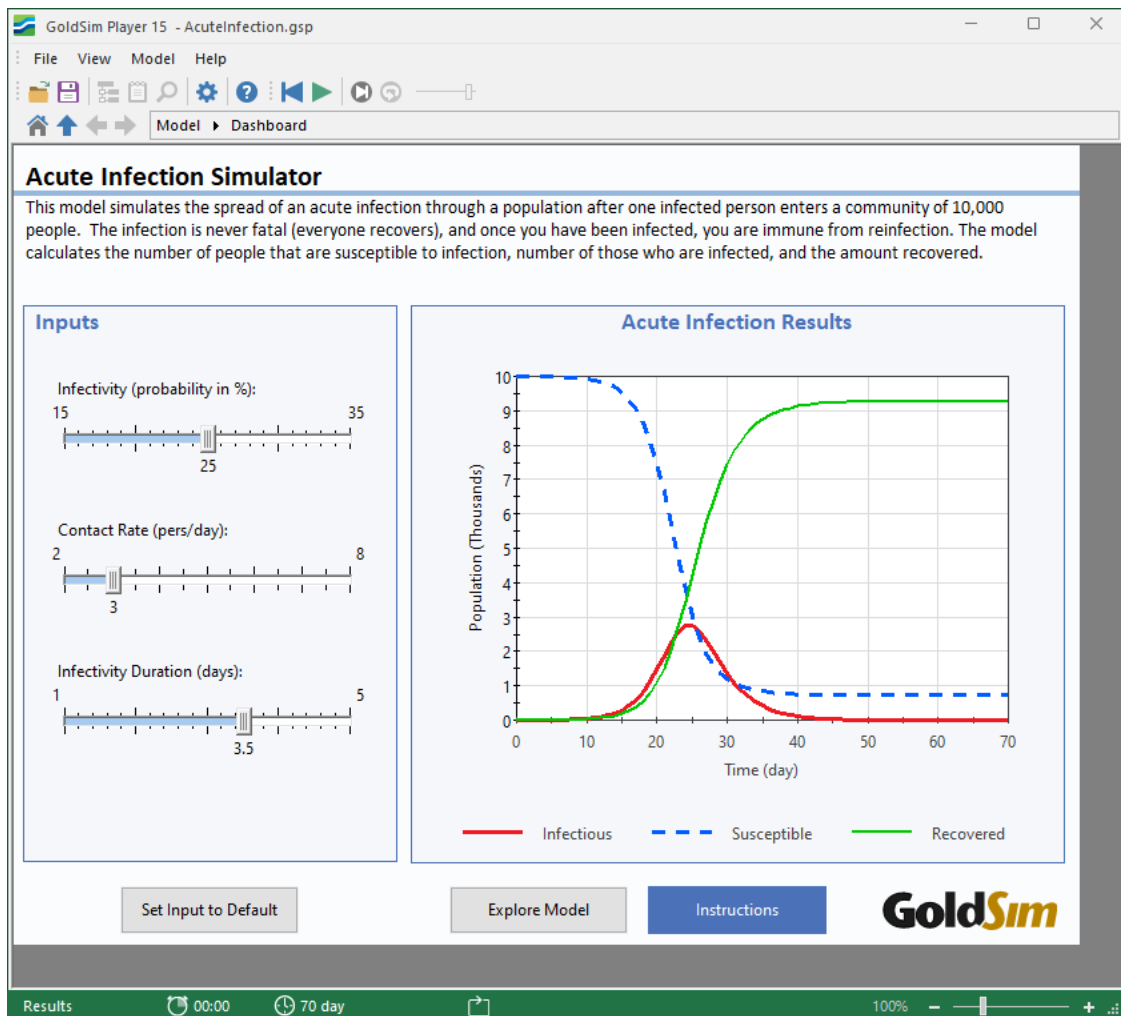 GoldSim Player 15 - AcuteInfection.gsp
File View Model Help
Model Dashboard
Acute Infection Simulator
This model simulates the spread of an acute infection through a population after one infected person enters a community of 10,000
people. The infection is never fatal (everyone recovers), and once you have been infected, you are immune from reinfection. The model
calculates the number of people that are susceptible to infection, number of those who are infected, and the amount recovered.
Inputs
Infectivity (probability in %):
15 35
25
Contact Rate (pers/day):
2 8
3
Infectivity Duration (days):
1 5
3.5
Acute Infection Results
Population (Thousands)
10
9
8
7
6
5
4
3
2
1
0
0 10 20 30 40 50 60 70
Time (day)
Infectious Susceptible Recovered
Set Input to Default
Explore Model
Instructions
GoldSim
Results 00:00 70 day 100%